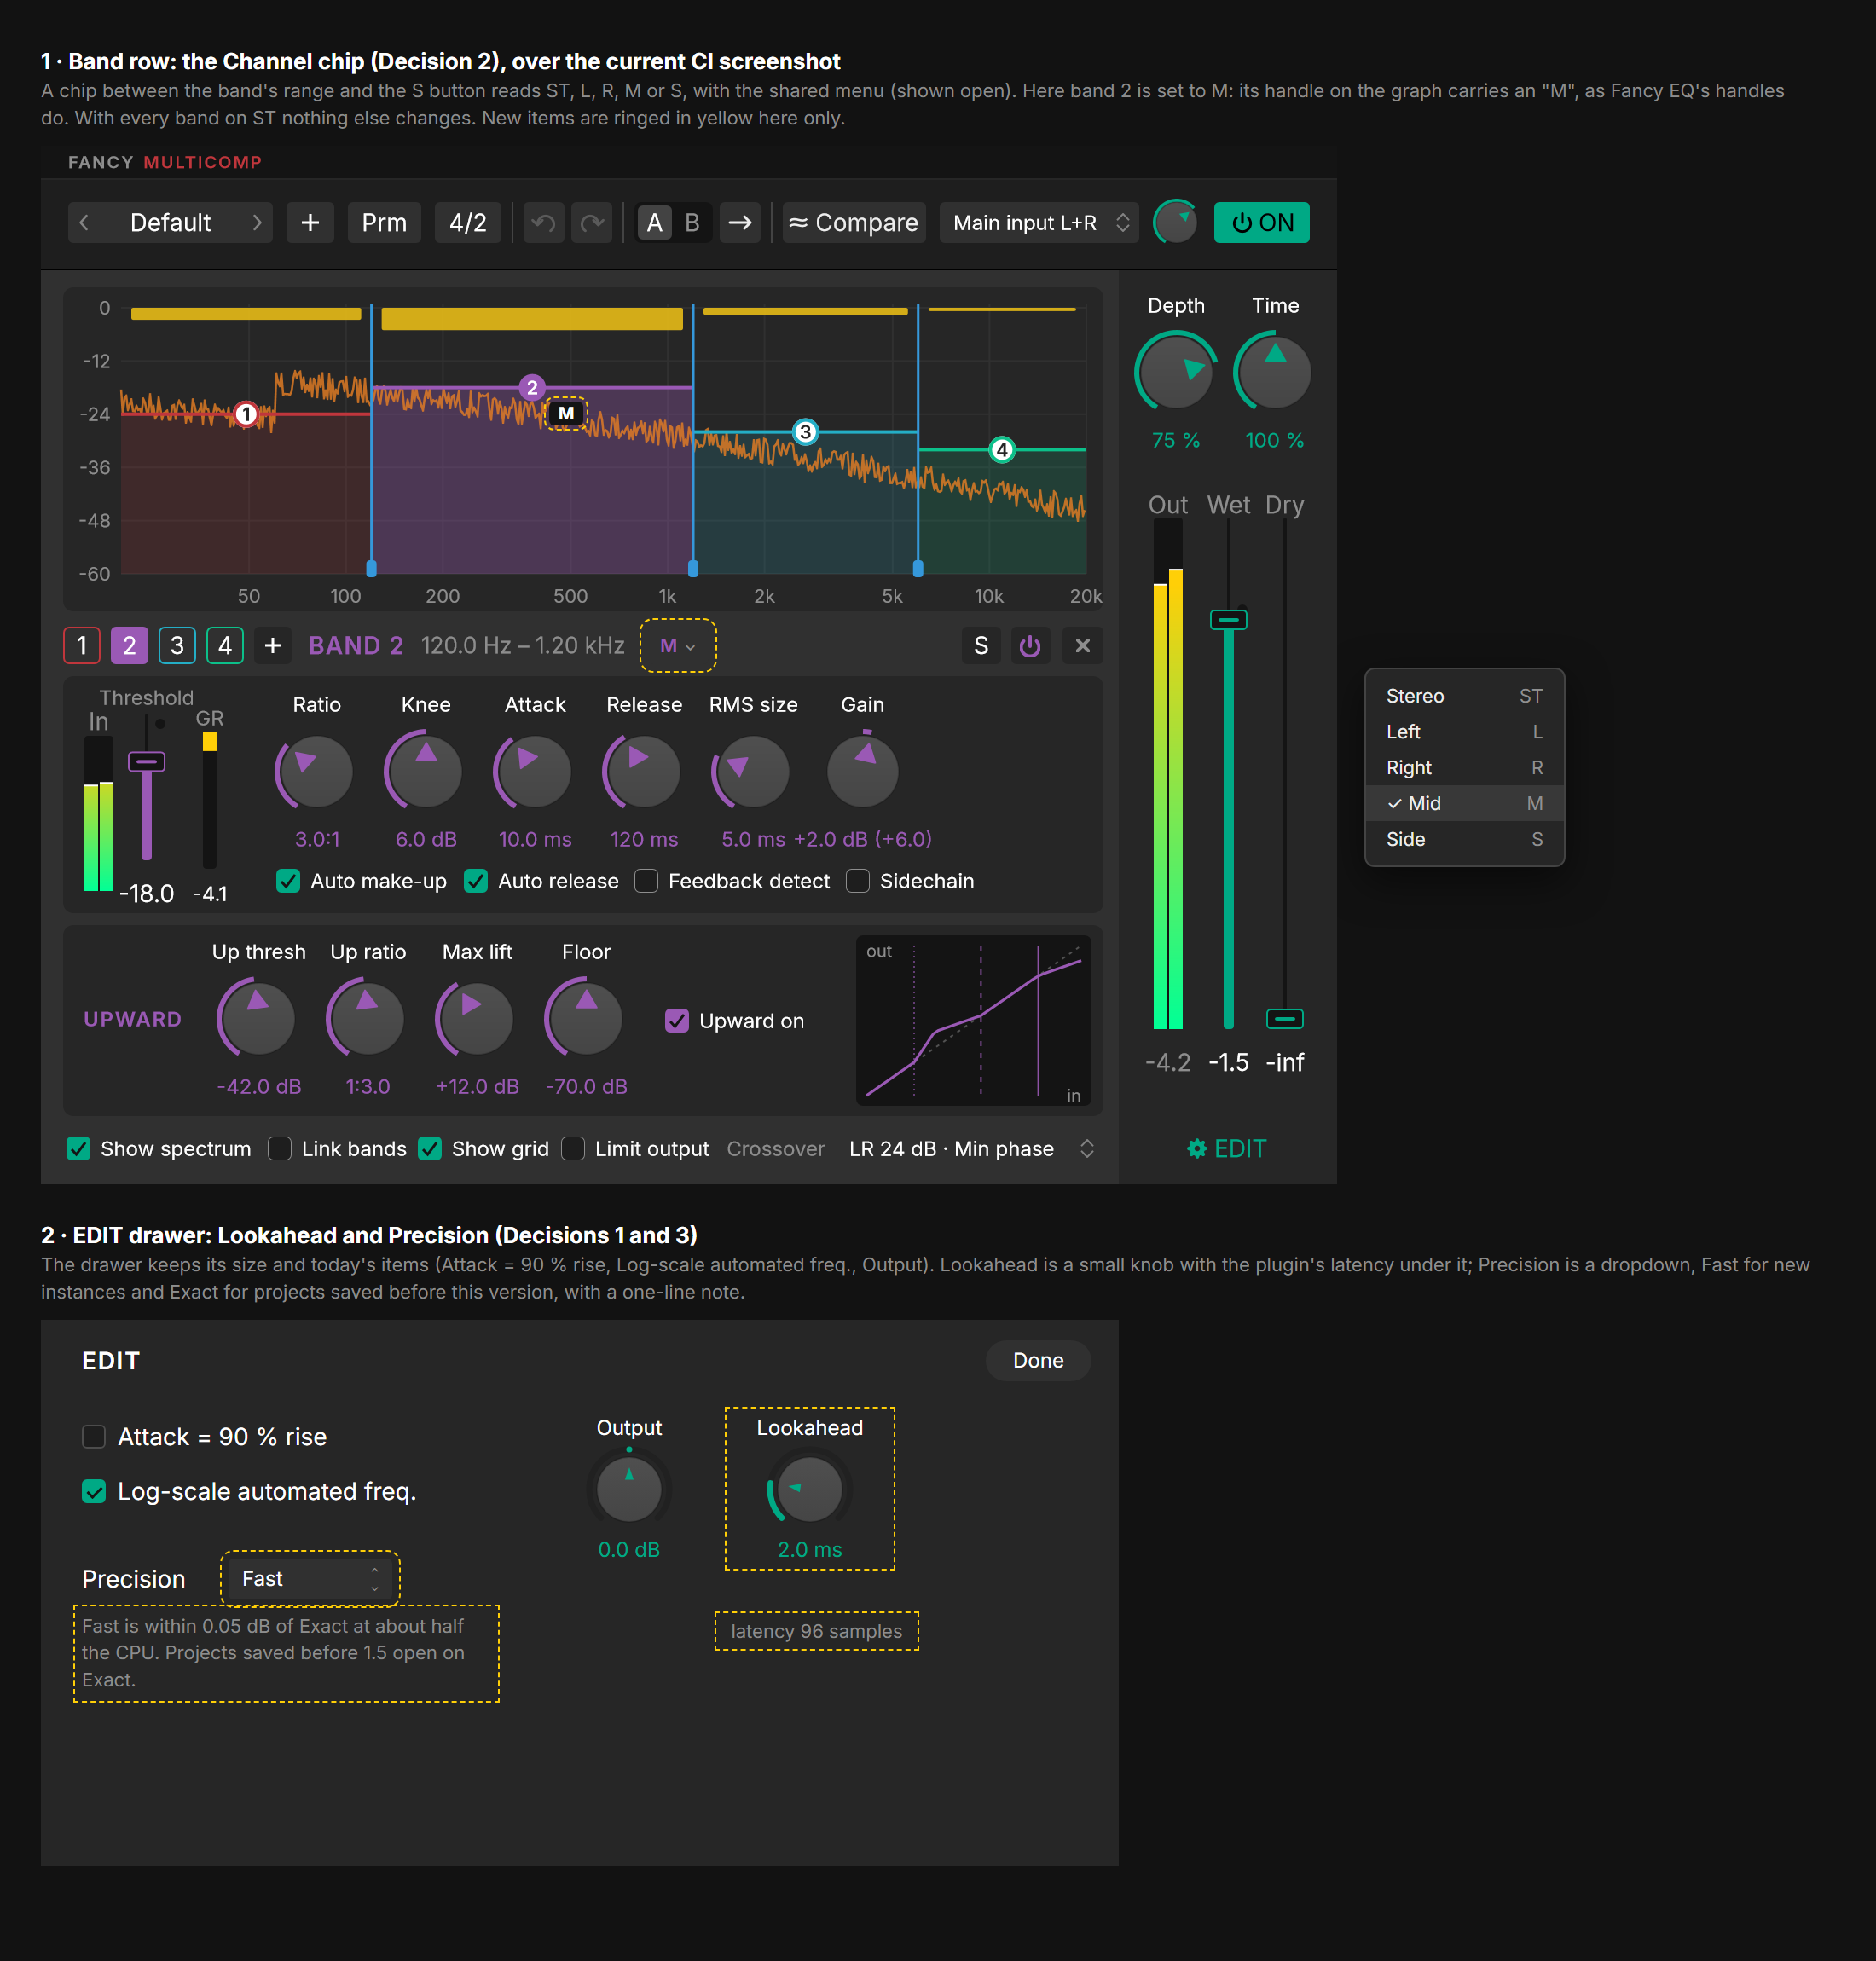 1 · Band row: the Channel chip (Decision 2), over the current CI screenshot
A chip between the band's range and the S button reads ST, L, R, M or S, with the shared menu (shown open). Here band 2 is set to M: its handle on the graph carries an "M", as Fancy EQ's handles
do. With every band on ST nothing else changes. New items are ringed in yellow here only.
FANCY MULTICOMP
Default + Prm 4/2 A B → ≈ Compare Main input L+R ON
0
-12
-24
-36
-48
-60
1
2
M
3
4
50 100 200 500 1k 2k 5k 10k 20k
Depth Time
75 % 100 %
Out Wet Dry
-4.2 -1.5 -inf
1 2 3 4 + BAND 2 120.0 Hz – 1.20 kHz M S ×
Stereo ST
Left L
Right R
✓ Mid M
Side S
Threshold
In GR
-18.0 -4.1
Ratio Knee Attack Release RMS size Gain
3.0:1 6.0 dB 10.0 ms 120 ms 5.0 ms +2.0 dB (+6.0)
Auto make-up Auto release Feedback detect Sidechain
UPWARD
Up thresh Up ratio Max lift Floor
-42.0 dB 1:3.0 +12.0 dB -70.0 dB
Upward on
out
in
Show spectrum Link bands Show grid Limit output Crossover LR 24 dB · Min phase
EDIT
2 · EDIT drawer: Lookahead and Precision (Decisions 1 and 3)
The drawer keeps its size and today's items (Attack = 90 % rise, Log-scale automated freq., Output). Lookahead is a small knob with the plugin's latency under it; Precision is a dropdown, Fast for new
instances and Exact for projects saved before this version, with a one-line note.
EDIT
Done
Attack = 90 % rise
Log-scale automated freq.
Output
0.0 dB
Lookahead
2.0 ms
Precision Fast
Fast is within 0.05 dB of Exact at about half
the CPU. Projects saved before 1.5 open on
Exact.
latency 96 samples